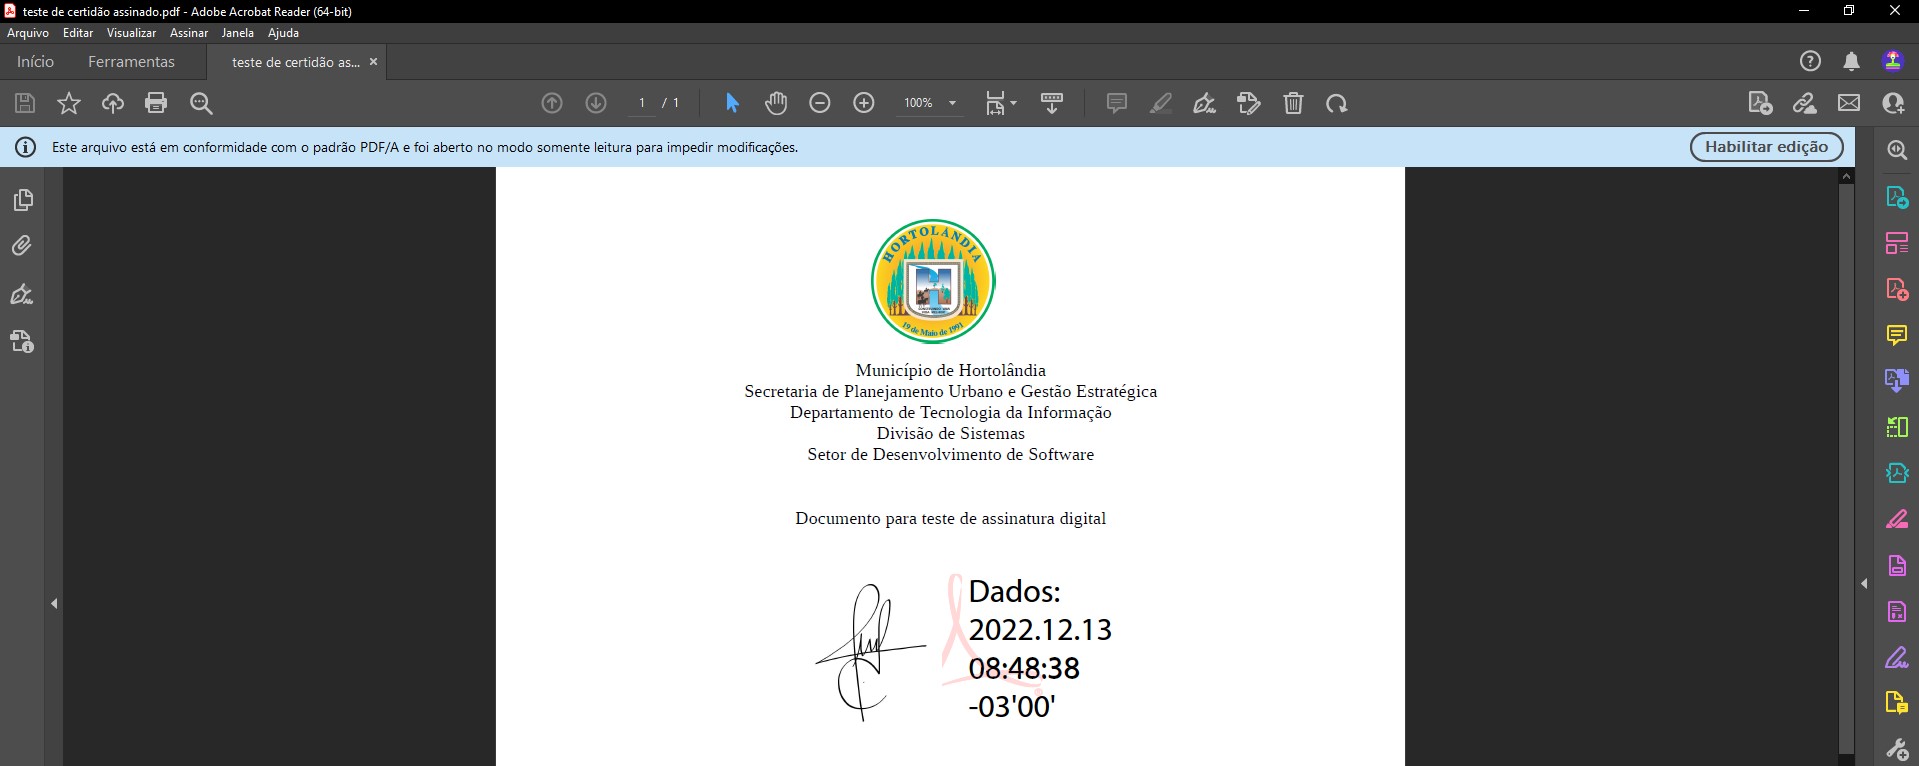 teste de certidão assinado.pdf - Adobe Acrobat Reader (64-bit)
Arquivo Editar Visualizar Assinar Janela Ajuda
Início Ferramentas teste de certidão as... ×
1 / 1 100%
Este arquivo está em conformidade com o padrão PDF/A e foi aberto no modo somente leitura para impedir modificações. Habilitar edição
HORTOLÂNDIA
19 de Maio de 1991
Município de Hortolândia
Secretaria de Planejamento Urbano e Gestão Estratégica
Departamento de Tecnologia da Informação
Divisão de Sistemas
Setor de Desenvolvimento de Software
Documento para teste de assinatura digital
Dados:
2022.12.13
08:48:38
-03'00'